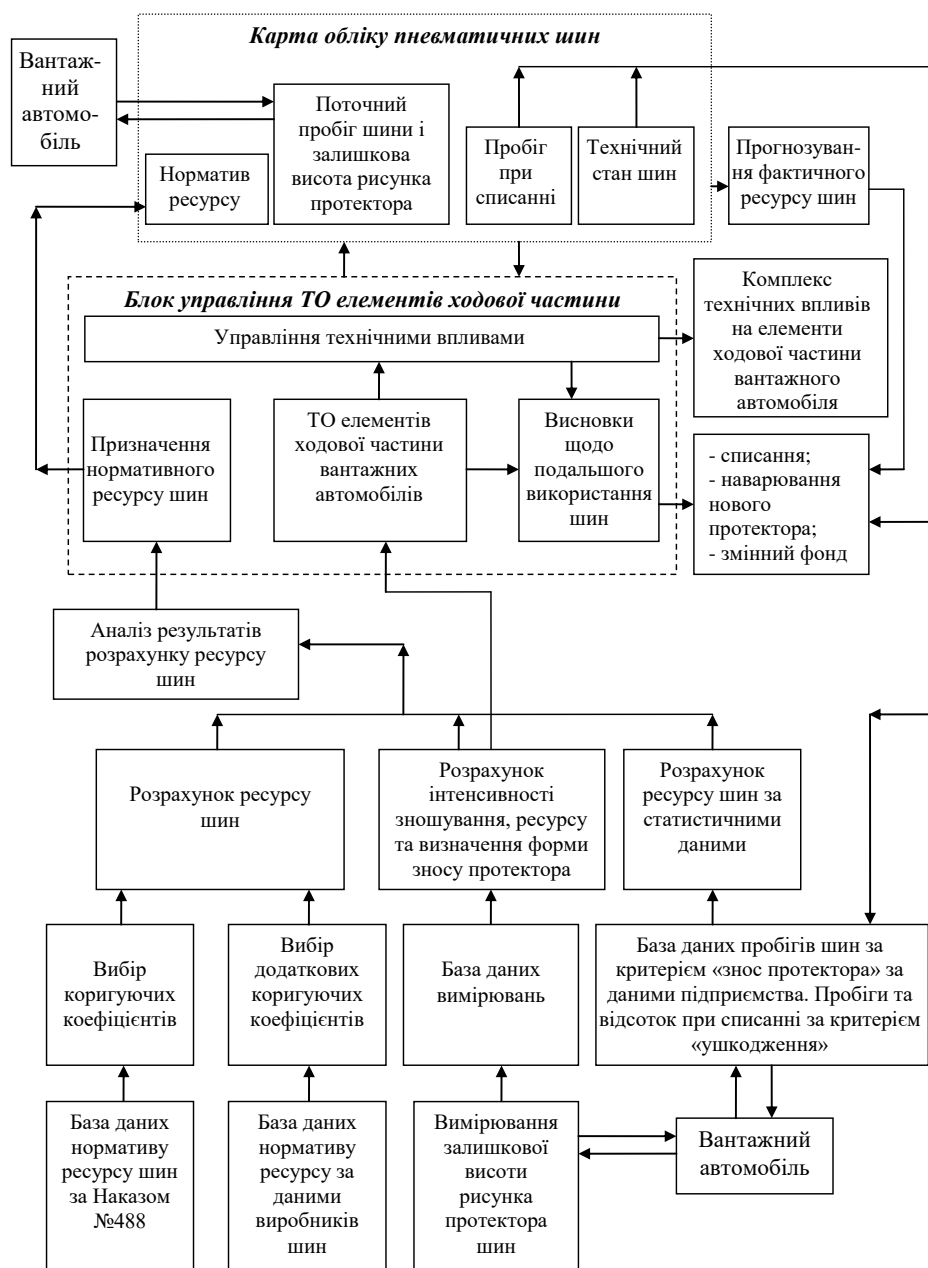 Карта обліку пневматичних шин
Вантаж-
ний
автомо-
біль
Поточний
пробіг шини і
залишкова
висота рисунка
протектора
Норматив
ресурсу
Пробіг
при
списанні
Технічний
стан шин
Прогнозуван-
ня фактичного
ресурсу шин
Блок управління ТО елементів ходової частини
Управління технічними впливами
Комплекс
технічних впливів
на елементи
ходової частини
вантажного
автомобіля
Призначення
нормативного
ресурсу шин
ТО елементів
ходової частини
вантажних
автомобілів
Висновки
щодо
подальшого
використання
шин
- списання;
- наварювання
нового
протектора;
- змінний фонд
Аналіз результатів
розрахунку ресурсу
шин
Розрахунок ресурсу
шин
Розрахунок
інтенсивності
зношування, ресурсу
та визначення форми
зносу протектора
Розрахунок
ресурсу шин за
статистичними
даними
Вибір
коригуючих
коефіцієнтів
Вибір
додаткових
коригуючих
коефіцієнтів
База даних
вимірювань
База даних пробігів шин за
критерієм «знос протектора» за
даними підприємства. Пробіги та
відсоток при списанні за критерієм
«ушкодження»
База даних
нормативу
ресурсу шин
за Наказом
№488
База даних
нормативу
ресурсу за
даними
виробників
шин
Вимірювання
залишкової
висоти
рисунка
протектора
шин
Вантажний
автомобіль